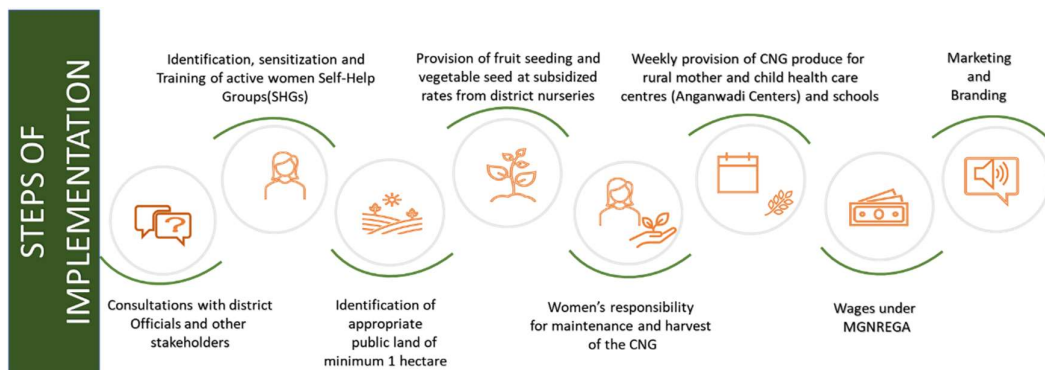 STEPS OF
IMPLEMENTATION
Consultations with district
Officials and other
stakeholders
Identification, sensitization and
Training of active women Self-Help
Groups(SHGs)
Identification of
appropriate
public land of
minimum 1 hectare
Provision of fruit seeding and
vegetable seed at subsidized
rates from district nurseries
Women's responsibility
for maintenance and harvest
of the CNG
Weekly provision of CNG produce for
rural mother and child health care
centres (Anganwadi Centers) and schools
Wages under
MGNREGA
Marketing
and
Branding
?